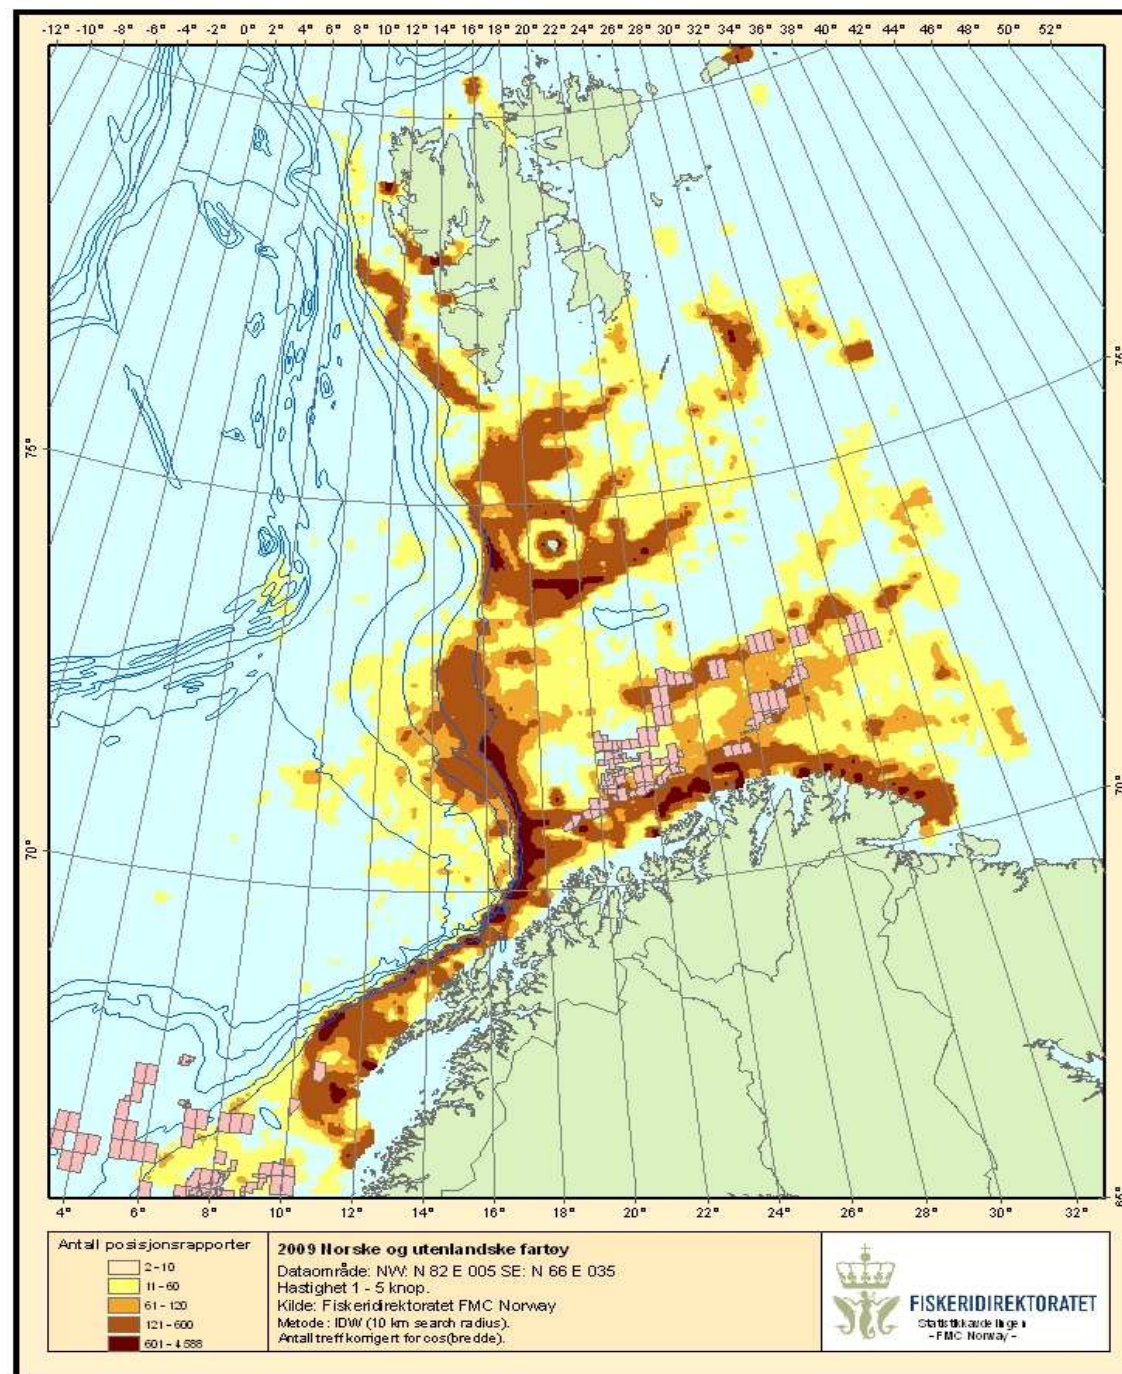 -12° -10° -8° -6° -4° -2° 0° 2° 4° 6° 8° 10° 12° 14° 16° 18° 20° 22° 24° 26° 28° 30° 32° 34° 36° 38° 40° 42° 44° 46° 48° 50° 52°
75°
75°
70°
70°
65°
4° 6° 8° 10° 12° 14° 16° 18° 20° 22° 24° 26° 28° 30° 32°
Antall posisjonsrapporter
2 - 10
11 - 60
61 - 120
121 - 600
601 - 4 588
2009 Norske og utenlandske fartøy
Dataområde: NW: N 82 E 005 SE: N 66 E 035
Hastighet 1 - 5 knop.
Kilde: Fiskeridirektoratet FMC Norway
Metode: IDW (10 km search radius).
Antall treff korrigert for cos(bredde).
FISKERIDIREKTORATET
Statistikkavdelingen
- FMC Norway -